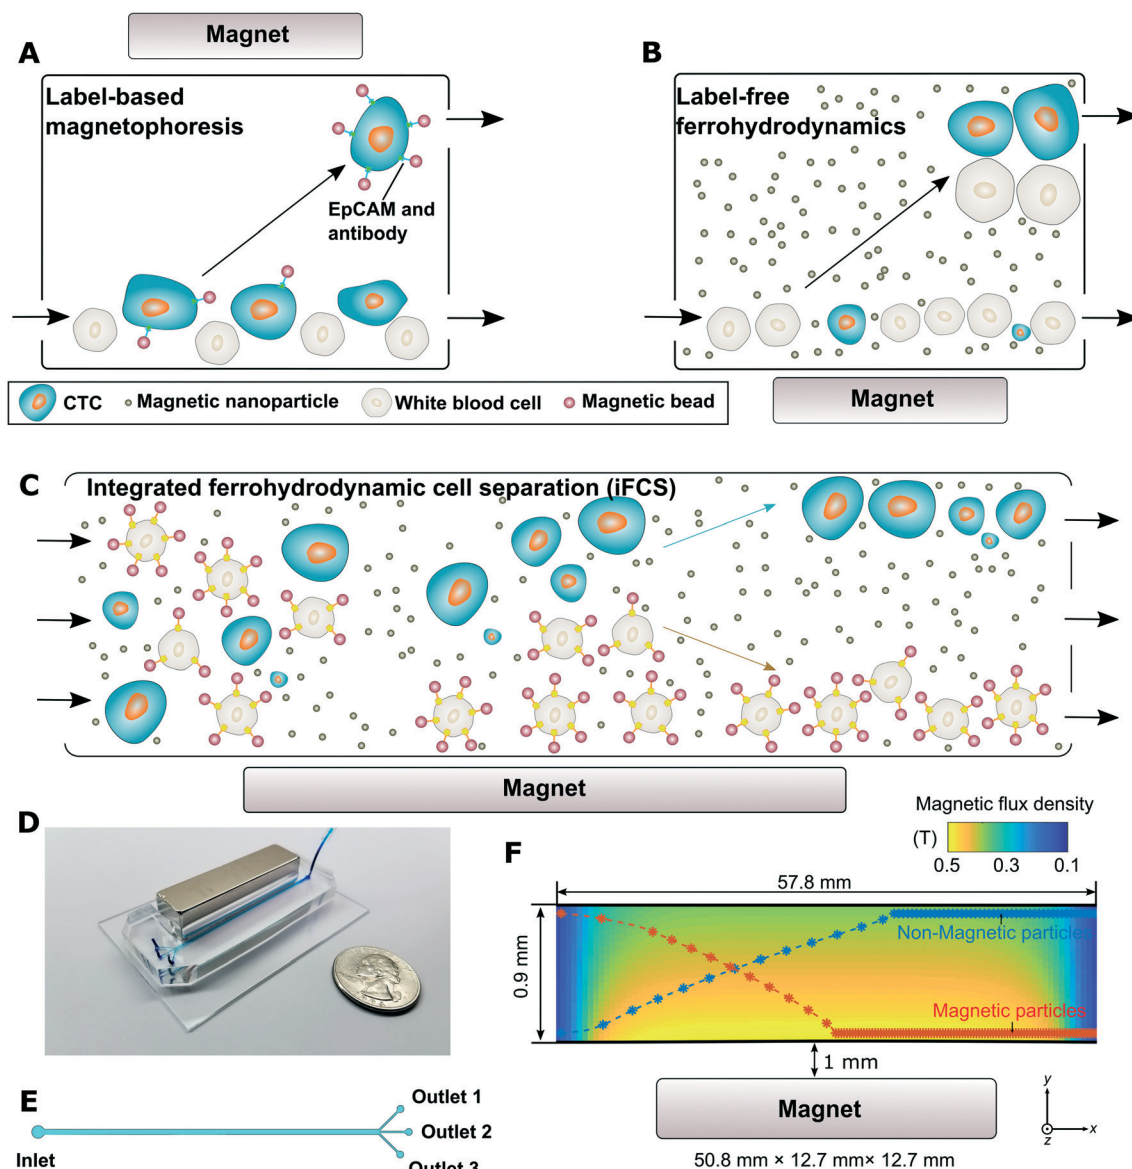 Magnet
A
Label-based
magnetophoresis
EpCAM and
antibody
B
Label-free
ferrohydrodynamics
Magnet
CTC
Magnetic nanoparticle
White blood cell
Magnetic bead
C
Integrated ferrohydrodynamic cell separation (iFCS)
Magnet
D
F
Magnetic flux density
(T)
0.5 0.3 0.1
57.8 mm
0.9 mm
Non-Magnetic particles
Magnetic particles
1 mm
Magnet
50.8 mm × 12.7 mm× 12.7 mm
y
x
z
E
Inlet
Outlet 1
Outlet 2
Outlet 3